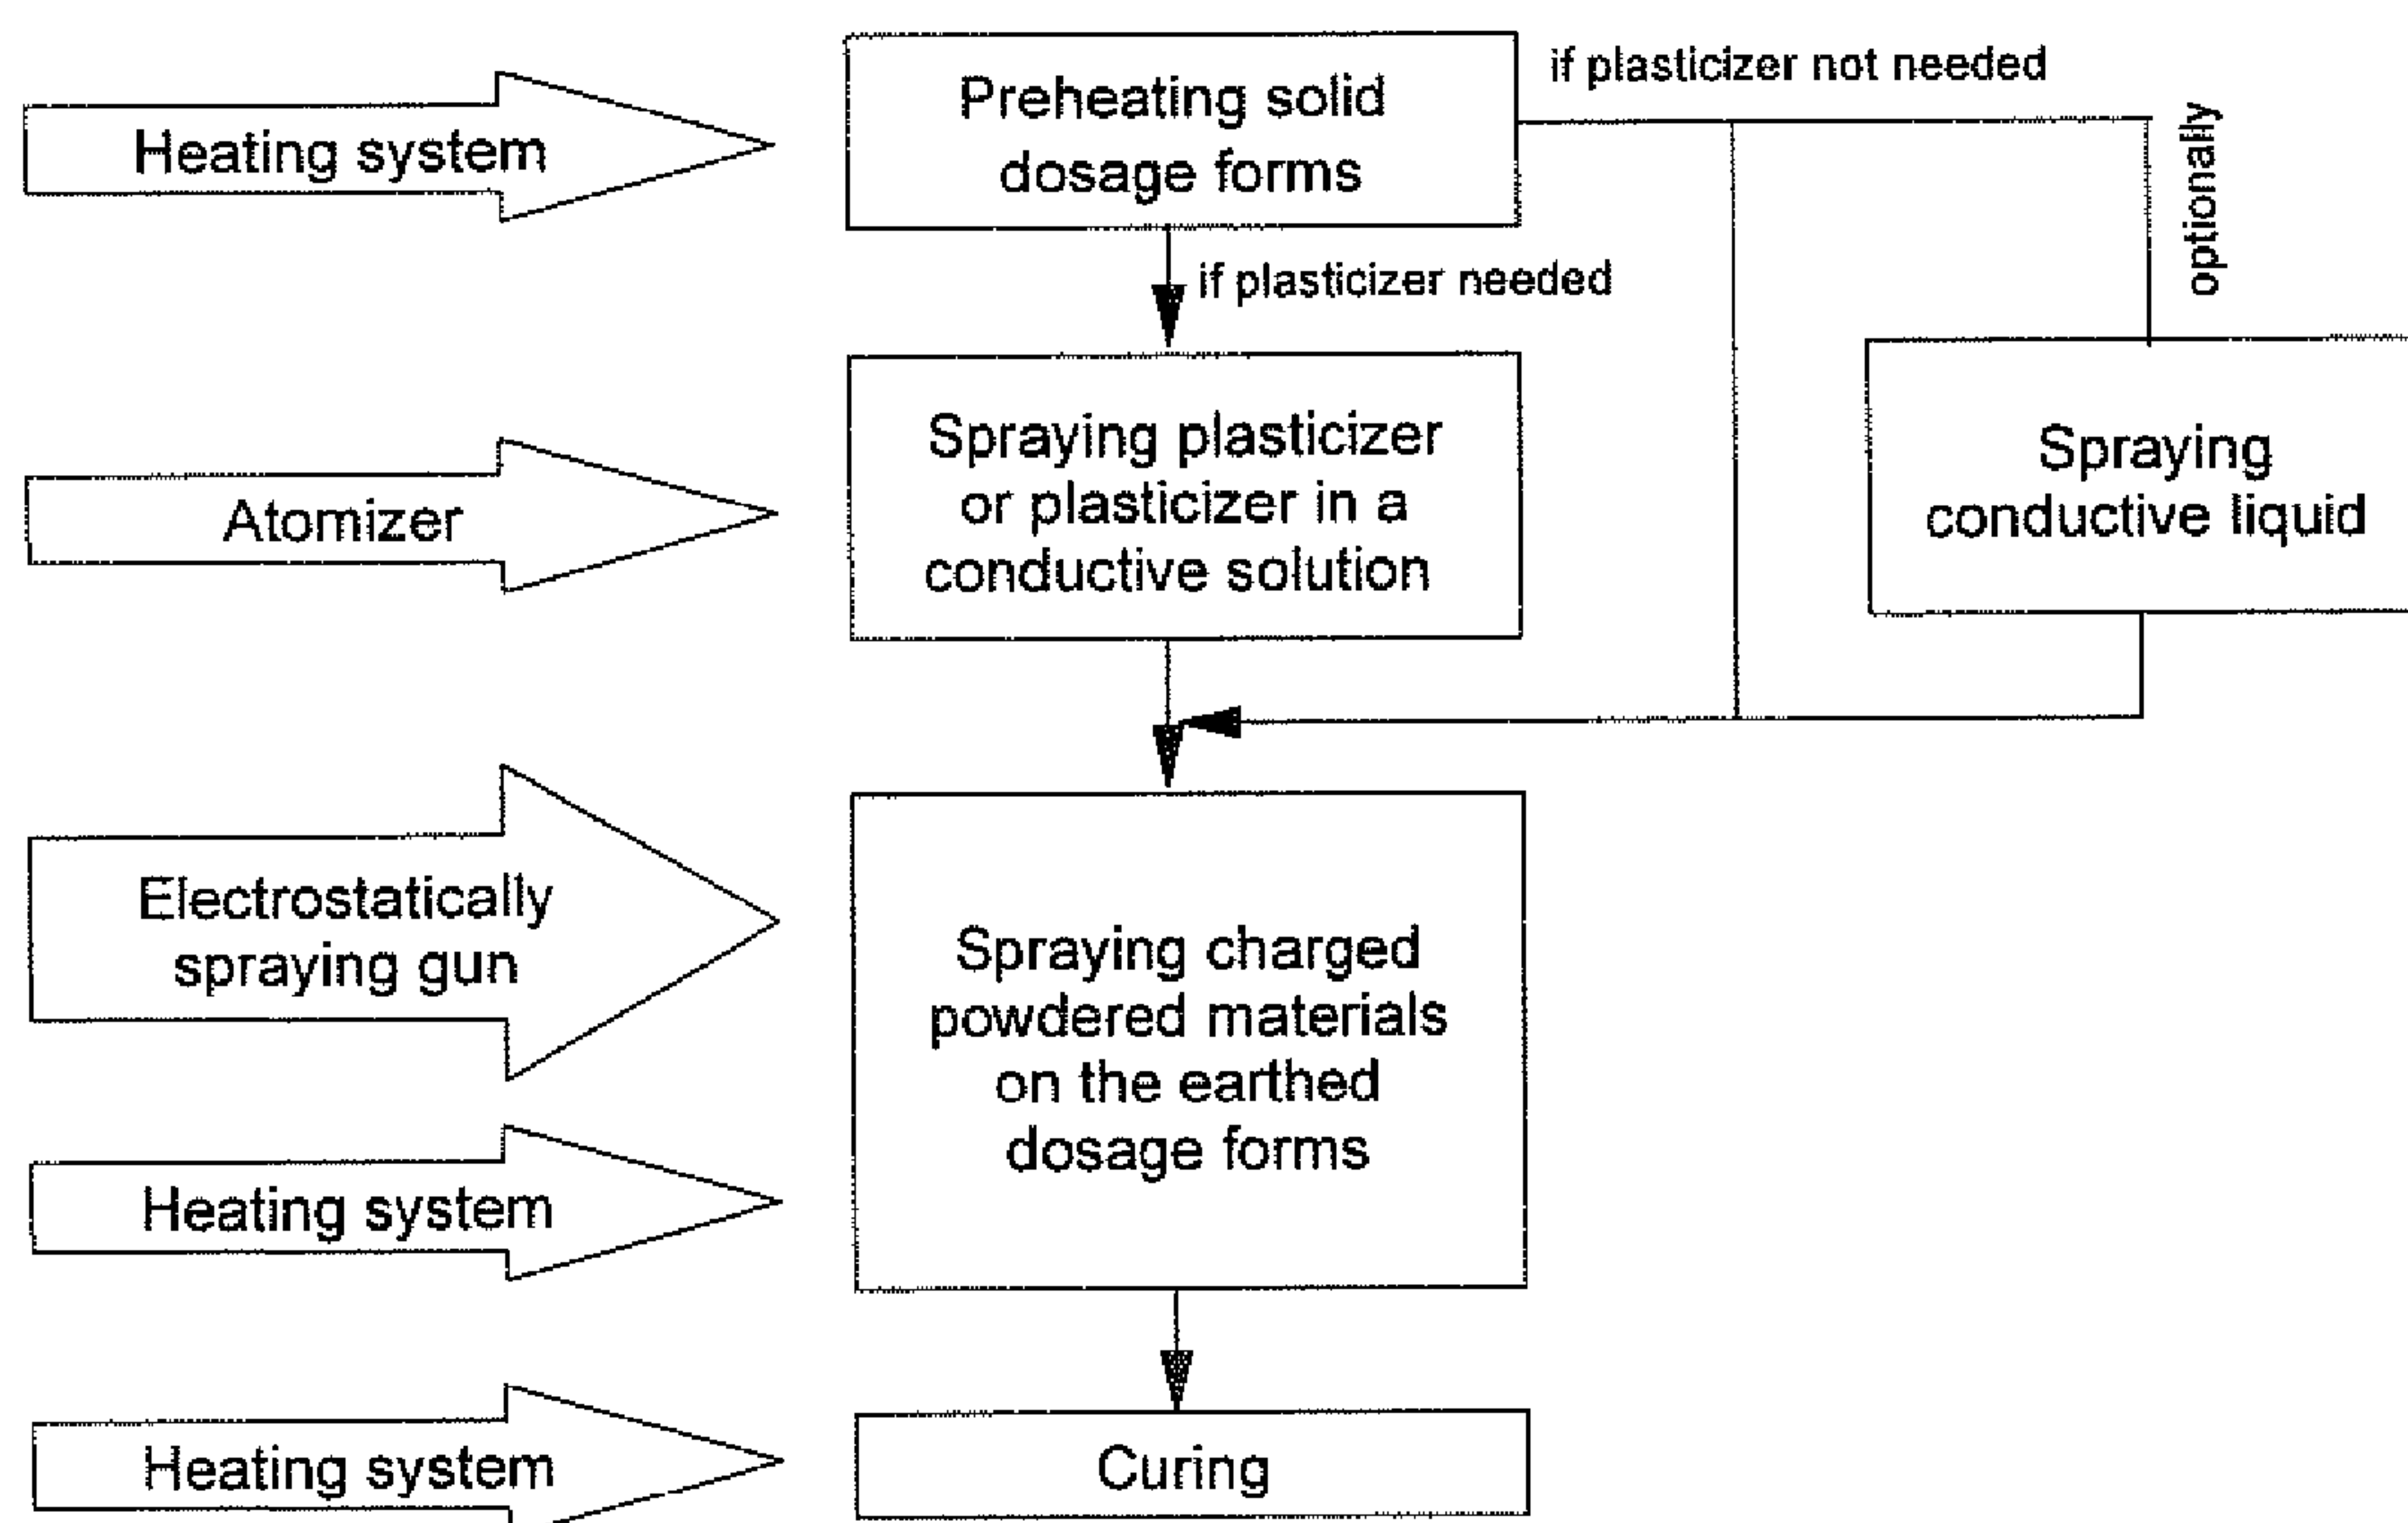 Heating system
Preheating solid
dosage forms
if plasticizer not needed
optionally
if plasticizer needed
Atomizer
Spraying plasticizer
or plasticizer in a
conductive solution
Spraying
conductive liquid
Electrostatically
spraying gun
Spraying charged
powdered materials
on the earthed
dosage forms
Heating system
Heating system
Curing